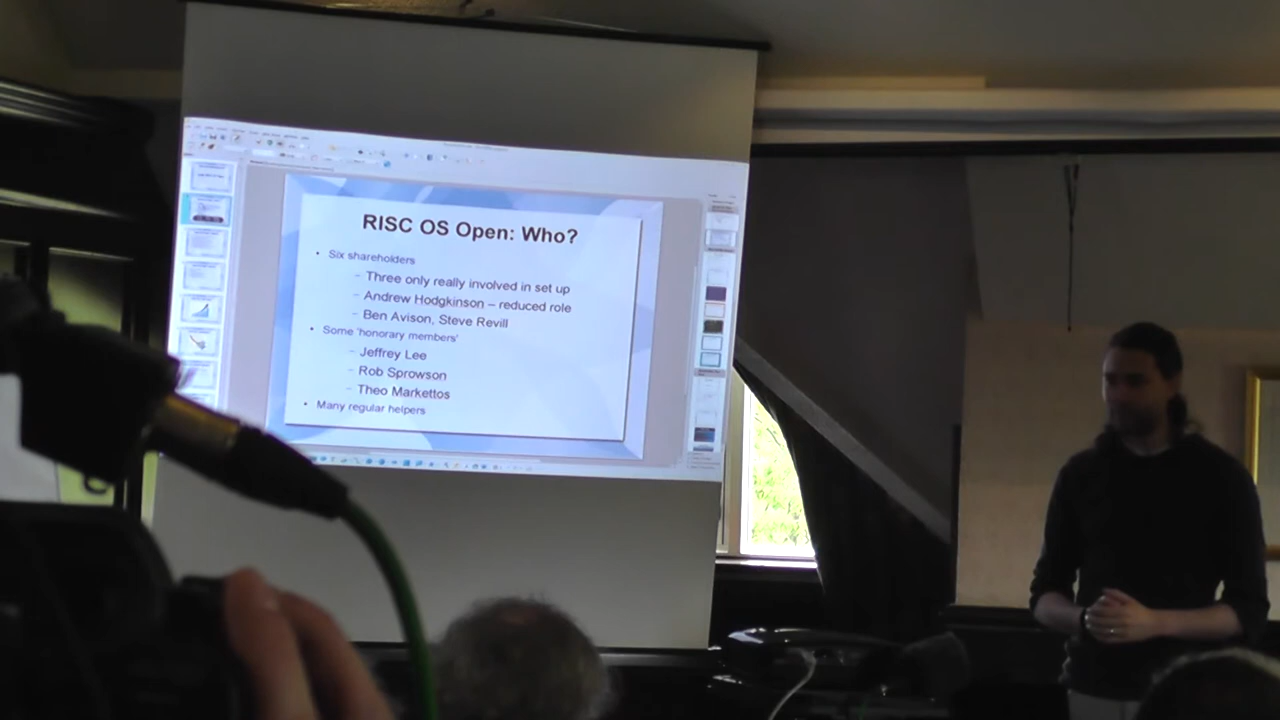 RISC OS Open: Who?
• Six shareholders
– Three only really involved in set up
– Andrew Hodgkinson – reduced role
– Ben Avison, Steve Revill
• Some 'honorary members'
– Jeffrey Lee
– Rob Sprowson
– Theo Markettos
• Many regular helpers